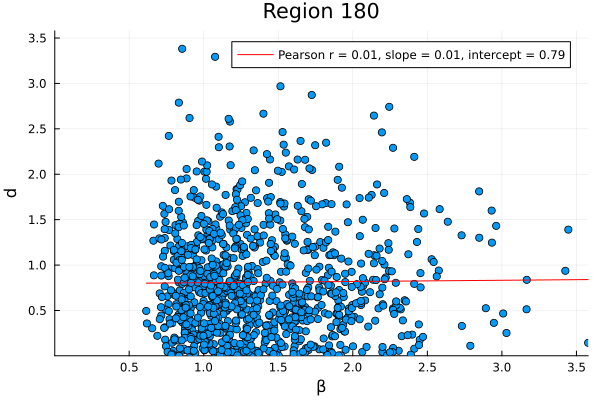 Region 180
Pearson r = 0.01, slope = 0.01, intercept = 0.79
3.5
3.0
2.5
2.0
1.5
1.0
0.5
d
0.5 1.0 1.5 2.0 2.5 3.0 3.5
β